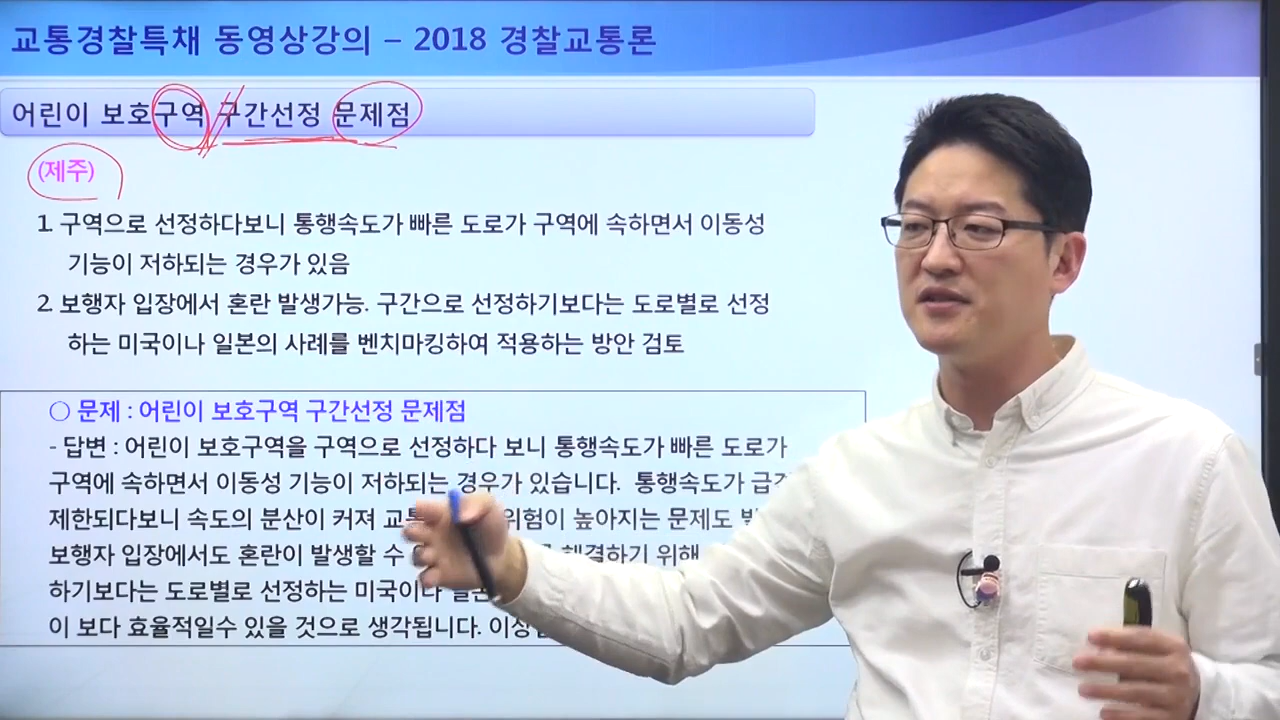 교통경찰특채 동영상강의 – 2018 경찰교통론
어린이 보호구역 구간선정 문제점
(제주)
1. 구역으로 선정하다보니 통행속도가 빠른 도로가 구역에 속하면서 이동성
기능이 저하되는 경우가 있음
2. 보행자 입장에서 혼란 발생가능. 구간으로 선정하기보다는 도로별로 선정
하는 미국이나 일본의 사례를 벤치마킹하여 적용하는 방안 검토
○ 문제 : 어린이 보호구역 구간선정 문제점
- 답변 : 어린이 보호구역을 구역으로 선정하다 보니 통행속도가 빠른 도로가
구역에 속하면서 이동성 기능이 저하되는 경우가 있습니다. 통행속도가
제한되다보니 속도의 분산이 커져 위험이 높아지는 문제도
보행자 입장에서도 혼란이 발생할 수 해결하기 위해
하기보다는 도로별로 선정하는 미국이나
이 보다 효율적일수 있을 것으로 생각됩니다.